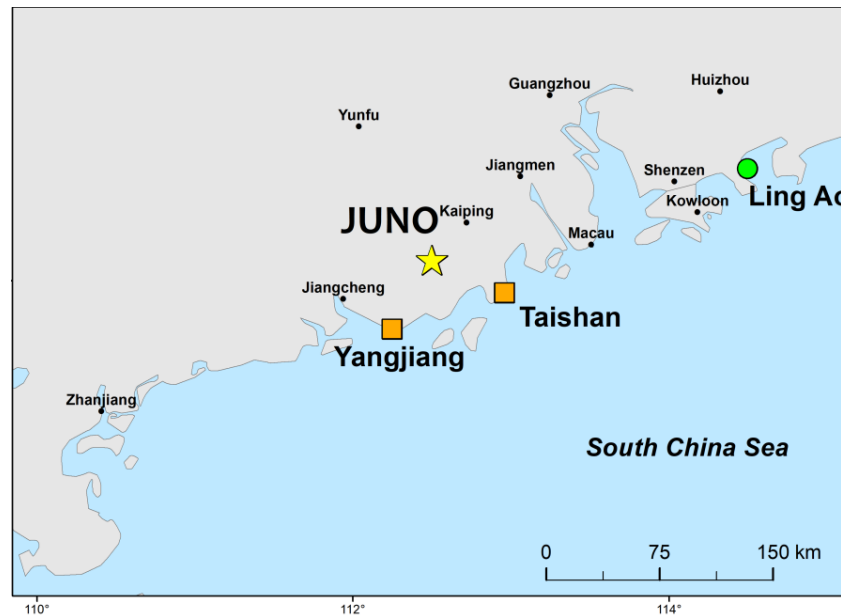 Guangzhou
Huizhou
Yunfu
Jiangmen
Shenzen
Ling Ao
Kaiping
Kowloon
JUNO
Macau
Jiangcheng
Taishan
Yangjiang
Zhanjiang
South China Sea
0 75 150 km
110° 112° 114°